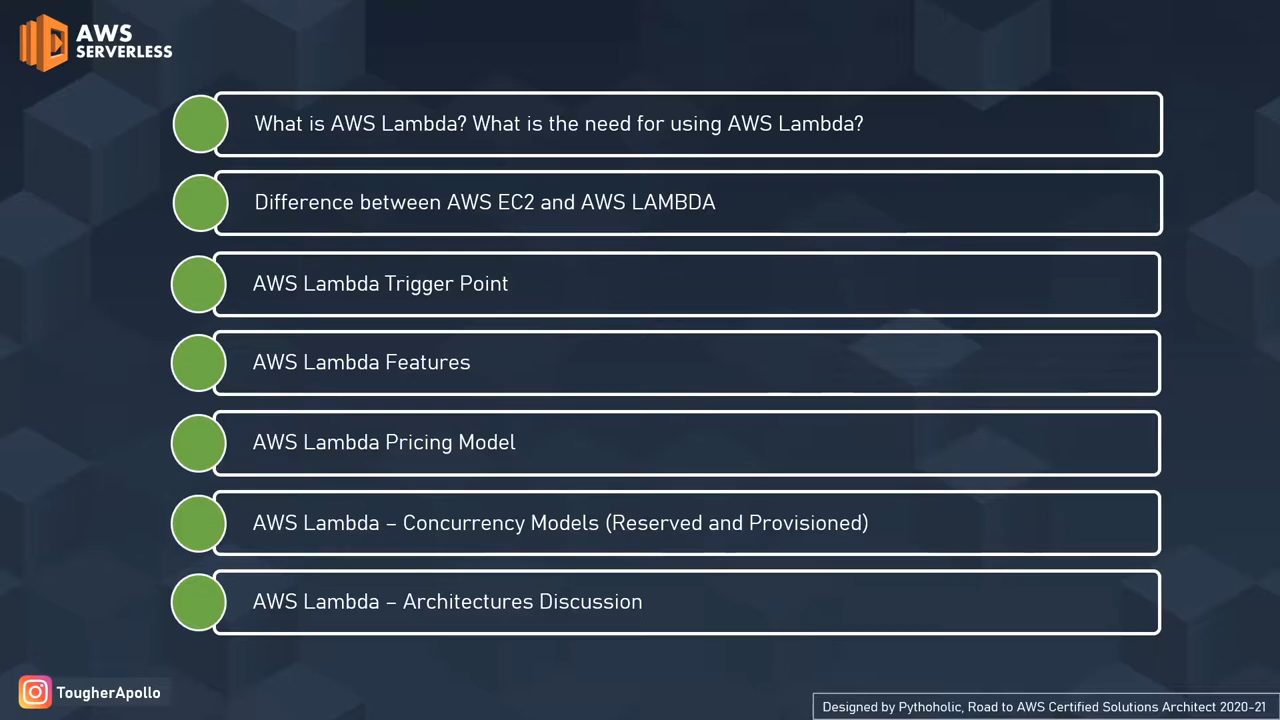 AWS
SERVERLESS
What is AWS Lambda? What is the need for using AWS Lambda?
Difference between AWS EC2 and AWS LAMBDA
AWS Lambda Trigger Point
AWS Lambda Features
AWS Lambda Pricing Model
AWS Lambda – Concurrency Models (Reserved and Provisioned)
AWS Lambda – Architectures Discussion
TougherApollo
Designed by Pythoholic, Road to AWS Certified Solutions Architect 2020-21